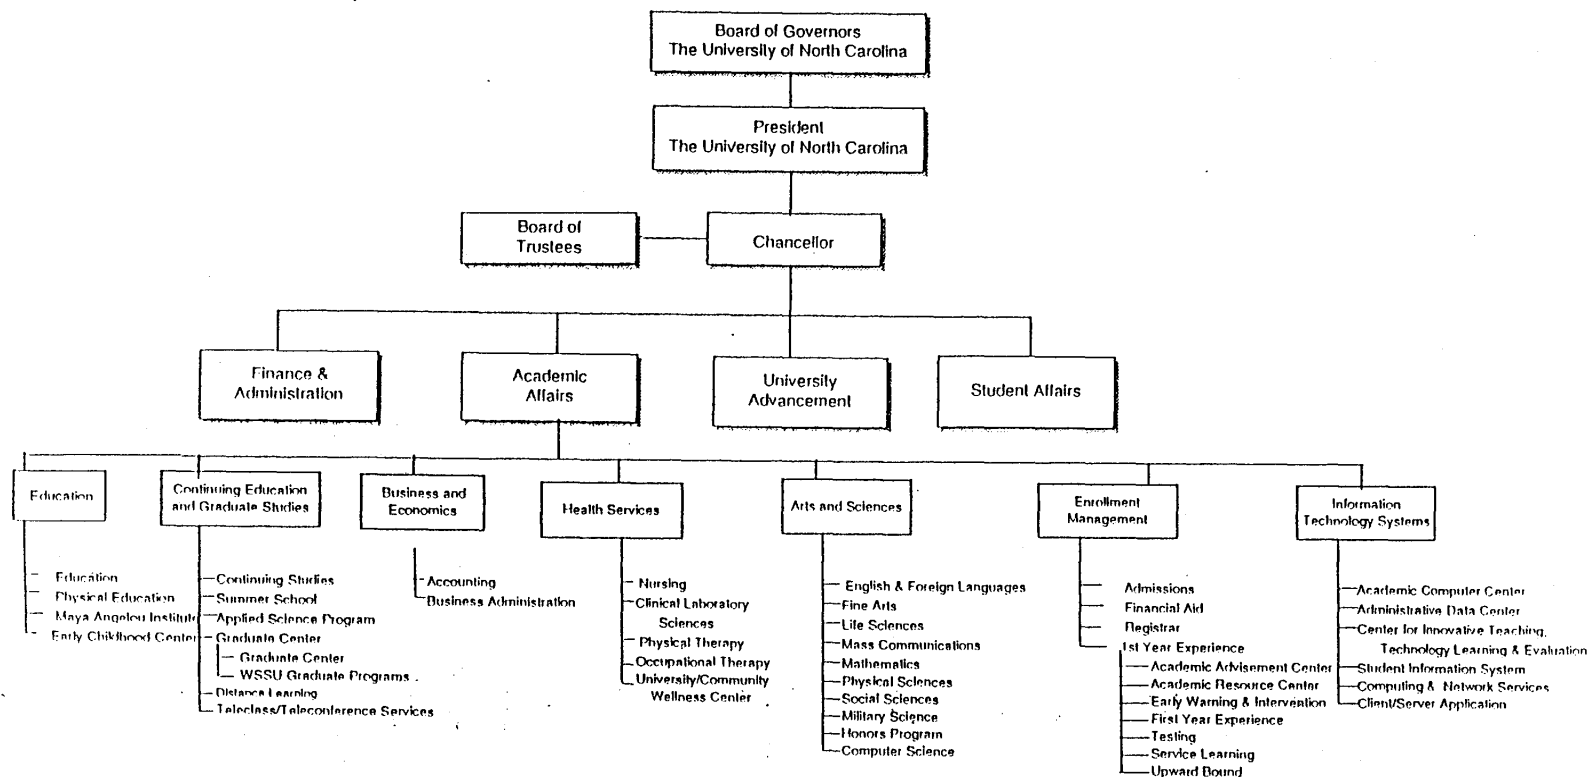 Board of Governors
The University of North Carolina
President
The University of North Carolina
Board of
Trustees
Chancellor
Finance &
Administration
Academic
Affairs
University
Advancement
Student Affairs
Education
Continuing Education
and Graduate Studies
Business and
Economics
Health Services
Arts and Sciences
Enrollment
Management
Information
Technology Systems
Education
Physical Education
Maya Angelou Institute
Early Childhood Center
Continuing Studies
Summer School
Applied Science Program
Graduate Center
Graduate Center
WSSU Graduate Programs
Distance Learning
Teleclass/Teleconference Services
Accounting
Business Administration
Nursing
Clinical Laboratory
Sciences
Physical Therapy
Occupational Therapy
University/Community
Wellness Center
English & Foreign Languages
Fine Arts
Life Sciences
Mass Communications
Mathematics
Physical Sciences
Social Sciences
Military Science
Honors Program
Computer Science
Admissions
Financial Aid
Registrar
1st Year Experience
Academic Advisement Center
Academic Resource Center
Early Warning & Intervention
First Year Experience
Testing
Service Learning
Upward Bound
Academic Computer Center
Administrative Data Center
Center for Innovative Teaching,
Technology Learning & Evaluation
Student Information System
Computing & Network Services
Client/Server Application